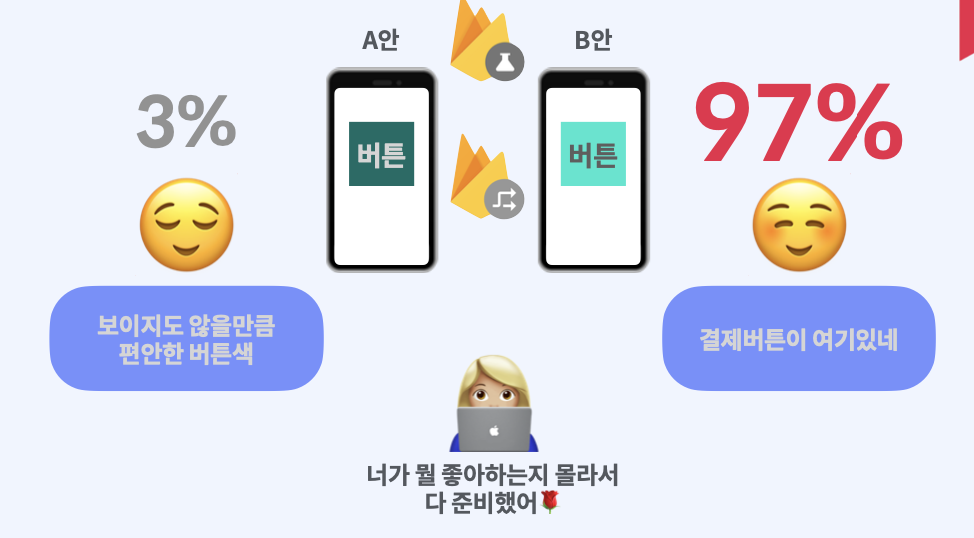 A안
B안
3%
97%
버튼
버튼
보이지도 않을만큼
편안한 버튼색
결제버튼이 여기있네
너가 뭘 좋아하는지 몰라서
다 준비했어🌹